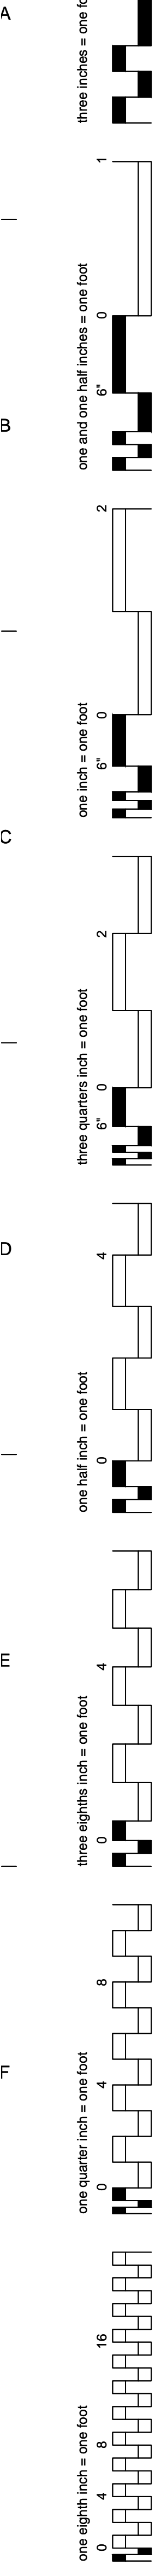 A
three inches = one fo
B
one and one half inches = one foot
6" 0 1
one inch = one foot
6" 0 2
C
three quarters inch = one foot
6" 0 2
D
one half inch = one foot
0 4
E
three eighths inch = one foot
0 4
F
one quarter inch = one foot
0 4 8
one eighth inch = one foot
0 4 8 16